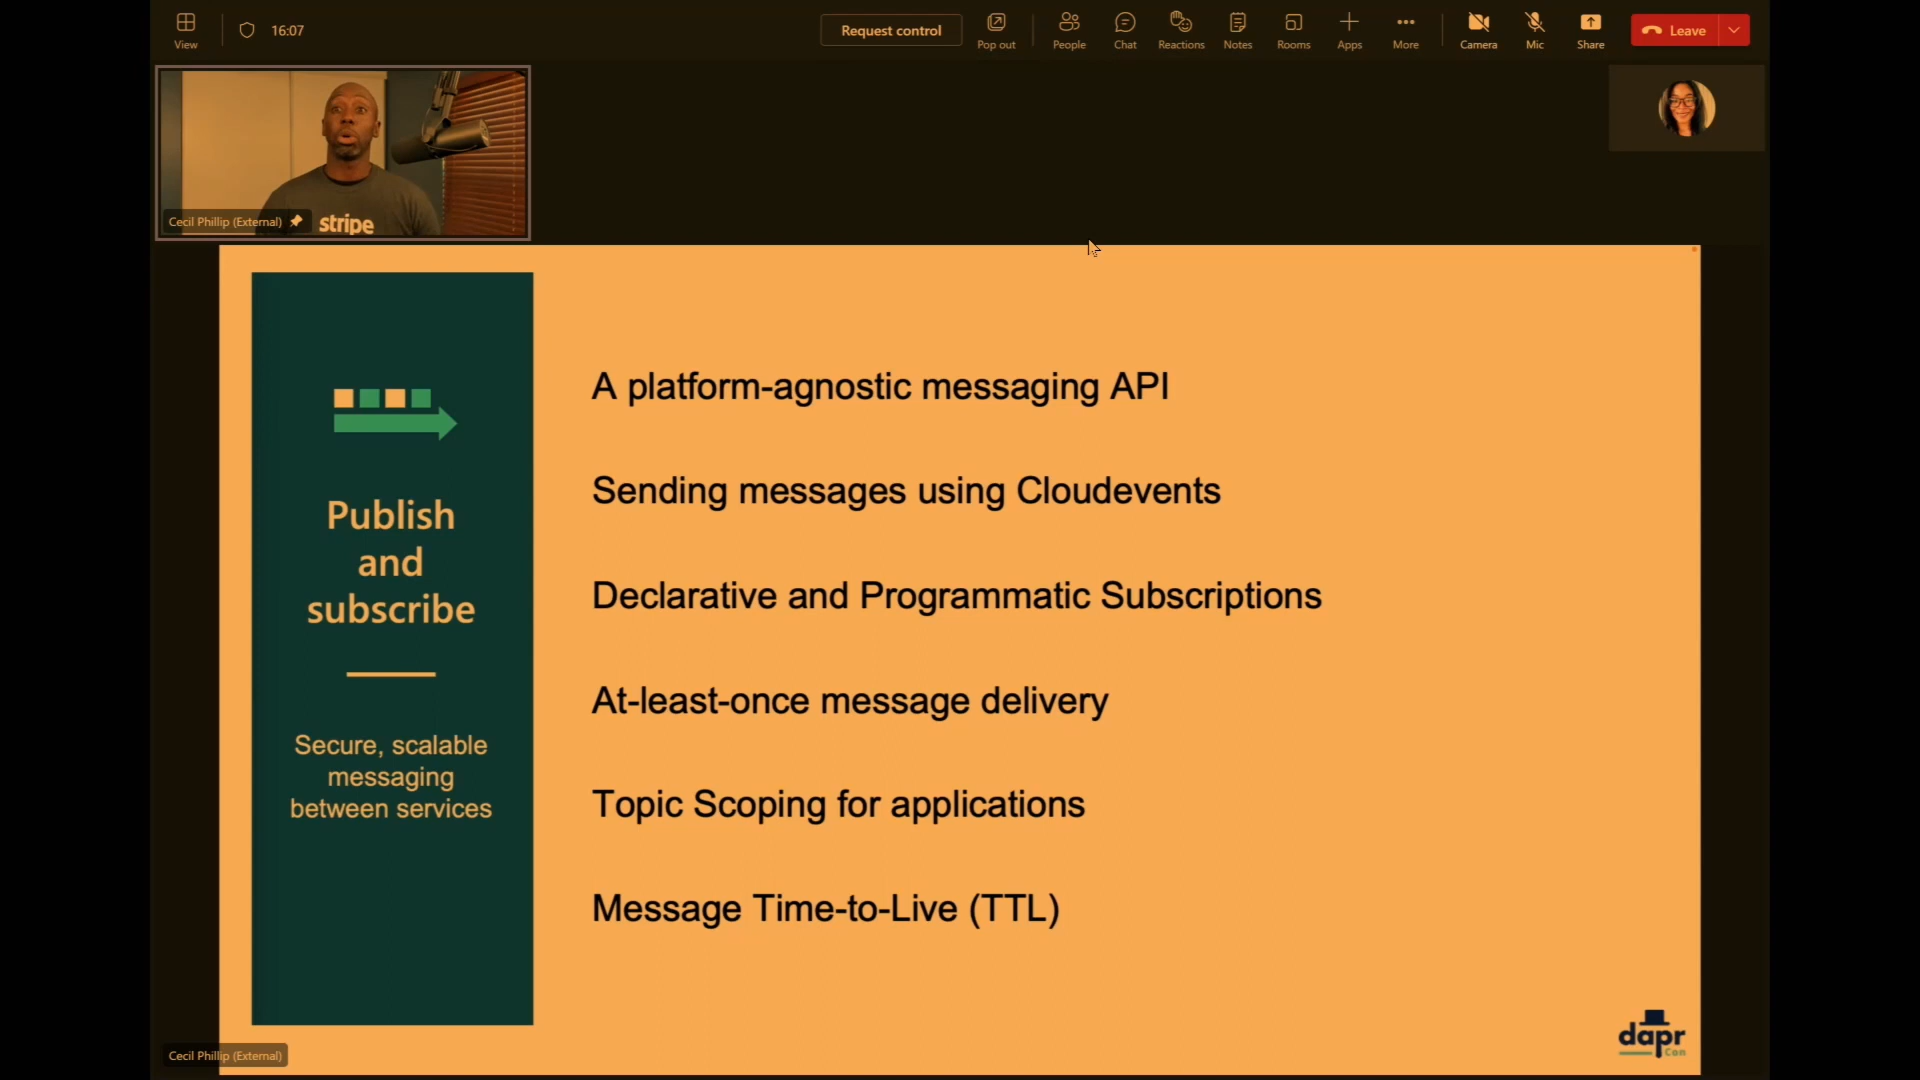 View
16:07
Request control
Pop out
People
Chat
Reactions
Notes
Rooms
Apps
More
Camera
Mic
Share
Leave
Cecil Phillip (External)
stripe
Publish
and
subscribe
Secure, scalable
messaging
between services
A platform-agnostic messaging API
Sending messages using Cloudevents
Declarative and Programmatic Subscriptions
At-least-once message delivery
Topic Scoping for applications
Message Time-to-Live (TTL)
dapr
Con
Cecil Phillip (External)